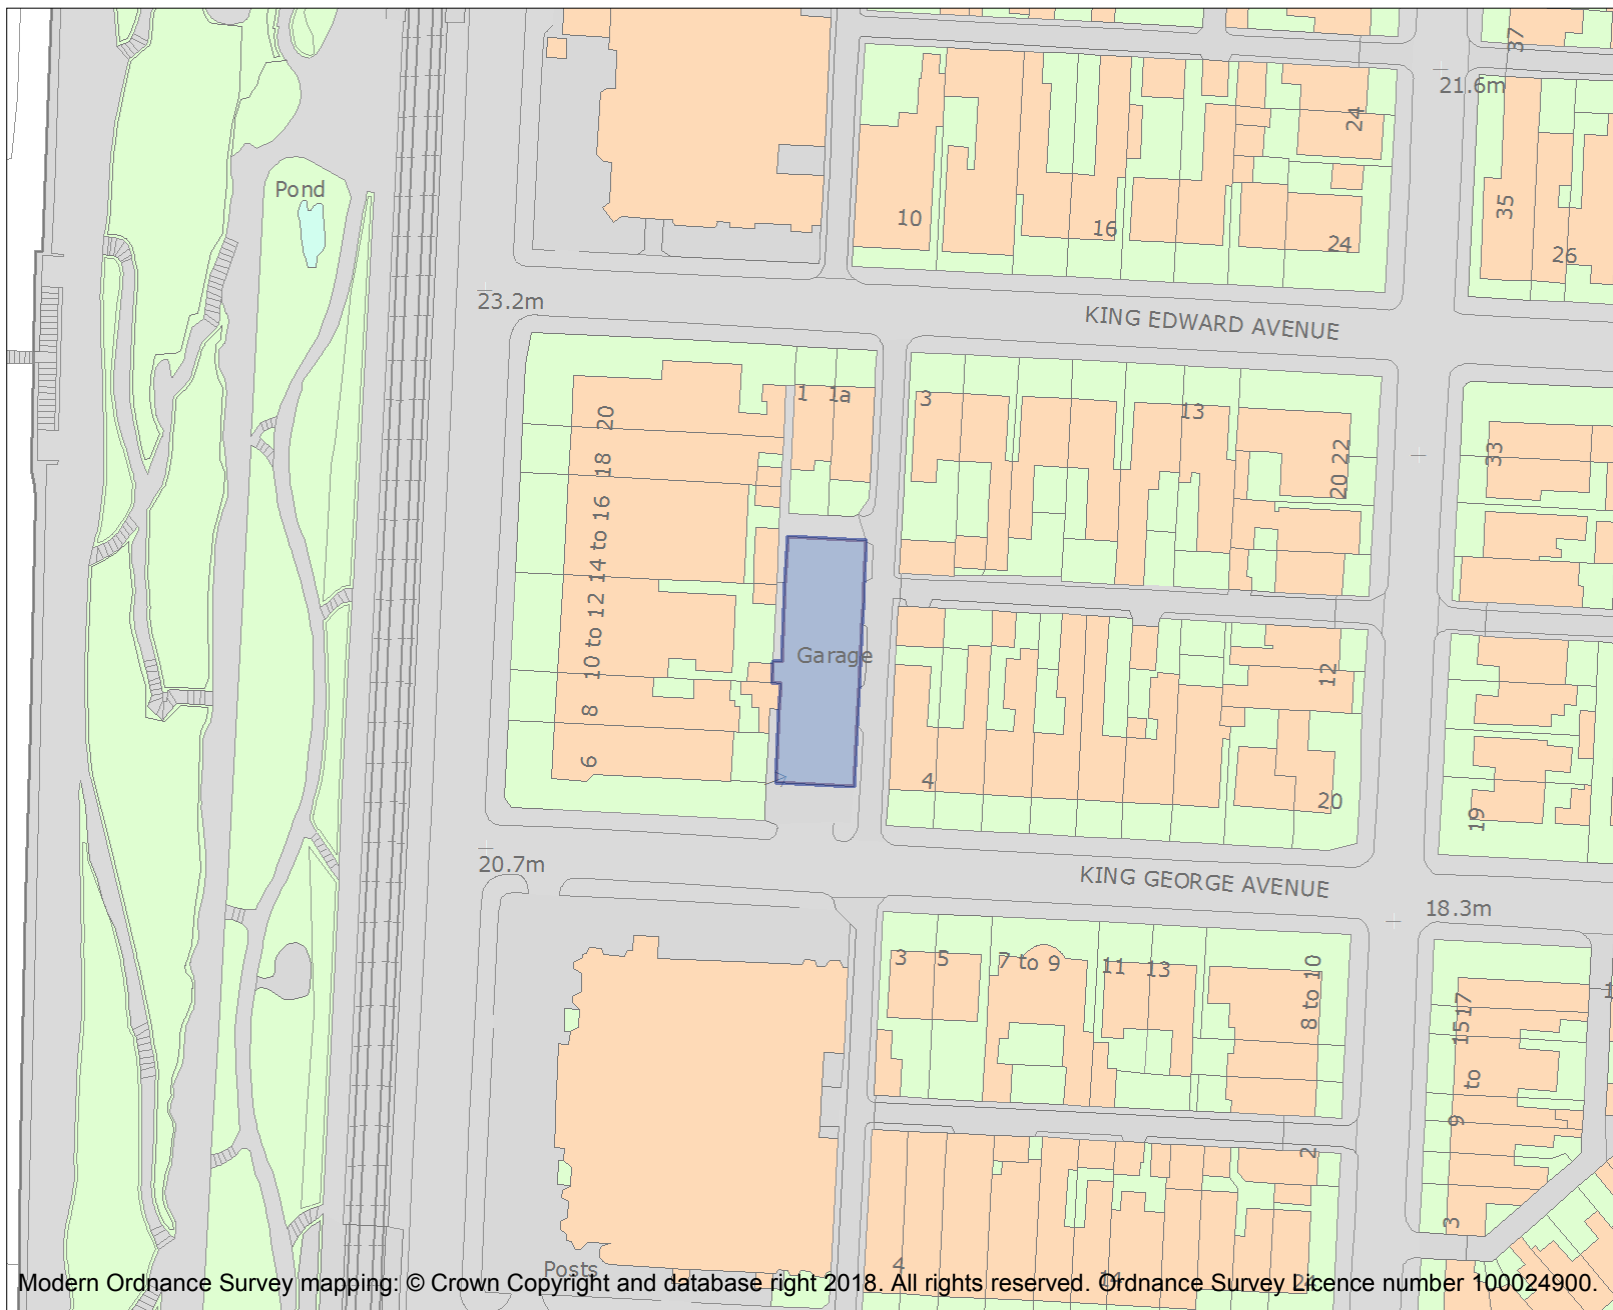 37
21.6m
24
Pond
35
10
16
24
26
23.2m
KING EDWARD AVENUE
1
1a
3
13
20
20 22
33
18
14 to 16
10 to 12
Garage
12
8
6
4
20
19
20.7m
KING GEORGE AVENUE
18.3m
3
5
7 to 9
11
13
8 to 10
17
15
to
9
2
3
Posts
4
14
24
Modern Ordnance Survey mapping: © Crown Copyright and database right 2018. All rights reserved. Ordnance Survey Licence number 100024900.